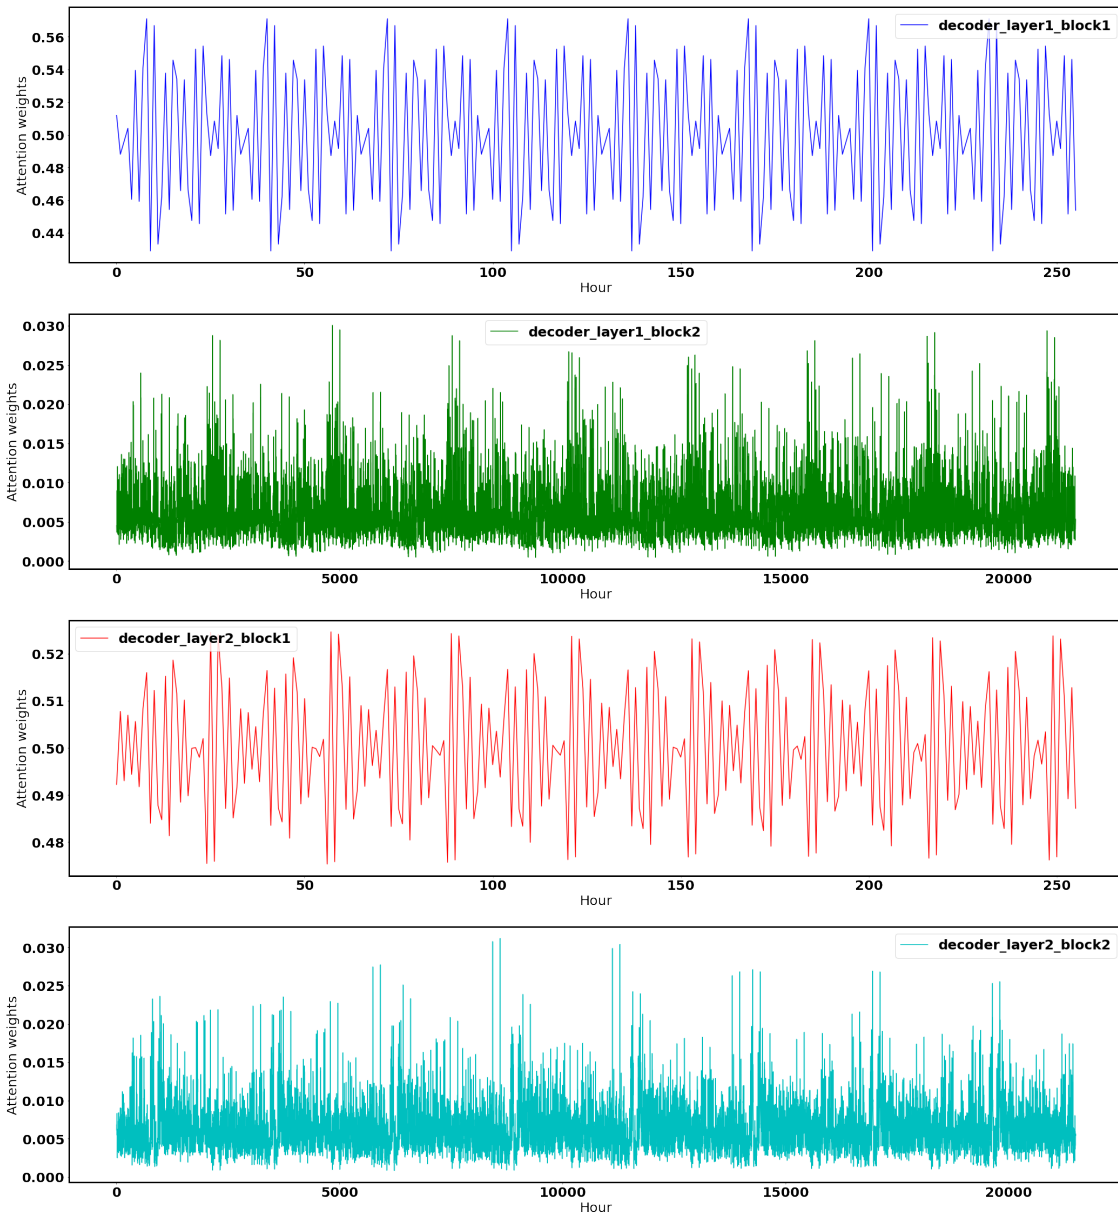 decoder_layer1_block1
Attention weights
0.56
0.54
0.52
0.50
0.48
0.46
0.44
0 50 100 150 200 250
Hour
decoder_layer1_block2
Attention weights
0.030
0.025
0.020
0.015
0.010
0.005
0.000
0 5000 10000 15000 20000
Hour
decoder_layer2_block1
Attention weights
0.52
0.51
0.50
0.49
0.48
0 50 100 150 200 250
Hour
decoder_layer2_block2
Attention weights
0.030
0.025
0.020
0.015
0.010
0.005
0.000
0 5000 10000 15000 20000
Hour